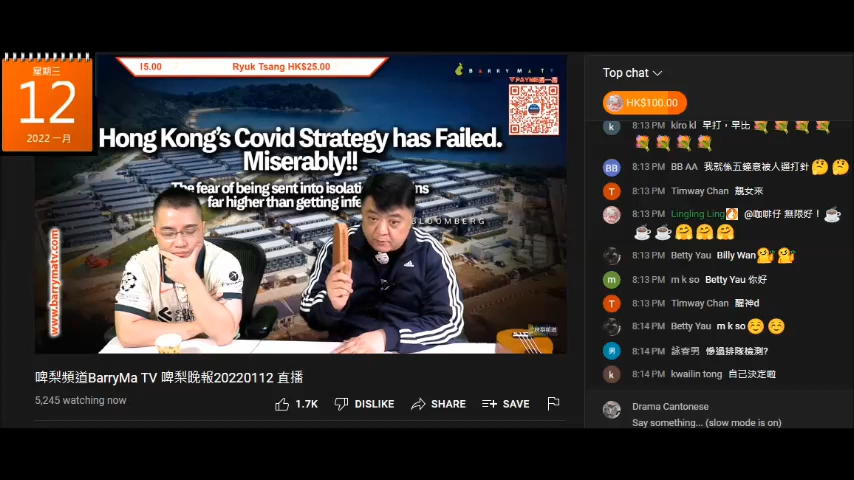 星期三
12
2022 一月
I5.00 Ryuk Tsang HK$25.00
BARRYMA TV
Hong Kong's Covid Strategy has Failed.
Miserably!!
The fear of being sent into isolation
far higher than getting infe
BLOOMBERG
www.barrymatv.com
啤梨頻道BarryMa TV 啤梨晚報20220112 直播
5,245 watching now
1.7K DISLIKE SHARE SAVE
Top chat
HK$100.00
k 8:13 PM kiro kl 早打，早比
BB 8:13 PM BB AA 我就係五蠄意被人逼打針
T 8:13 PM Timway Chan 靚女來
8:13 PM Lingling Ling @咖啡仔 無限好！
8:13 PM Betty Yau Billy Wan
m 8:13 PM m k so Betty Yau 你好
T 8:13 PM Timway Chan 醒神d
8:14 PM Betty Yau m k so
男 8:14 PM 詠春男 慘過排隊檢測?
k 8:14 PM kwailin tong 自己決定啦
Drama Cantonese
Say something... (slow mode is on)